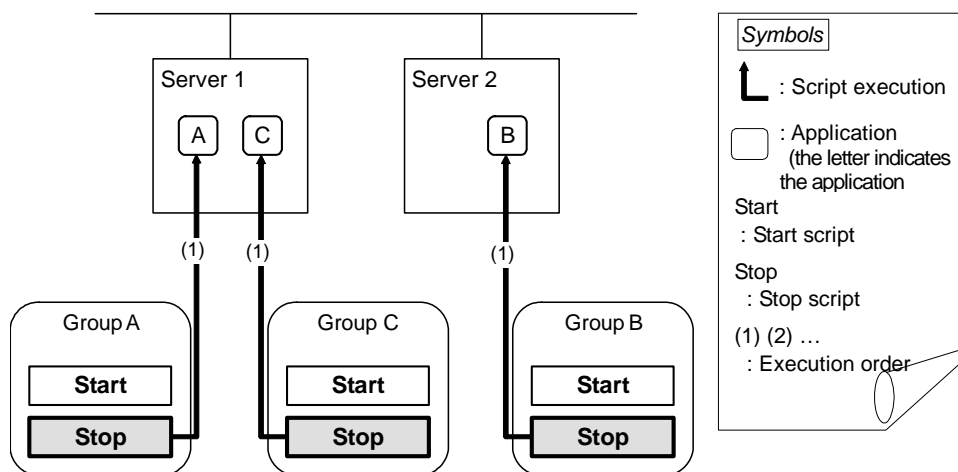 Server 1
Server 2
A
C
B
(1)
(1)
(1)
Group A
Group C
Group B
Start
Start
Start
Stop
Stop
Stop
Symbols
: Script execution
: Application
(the letter indicates
the application
Start
: Start script
Stop
: Stop script
(1) (2) …
: Execution order